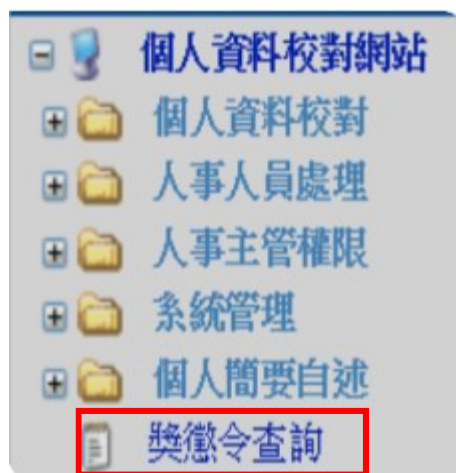 個人資料校對網站
個人資料校對
人事人員處理
人事主管權限
系統管理
個人簡要自述
獎懲令查詢